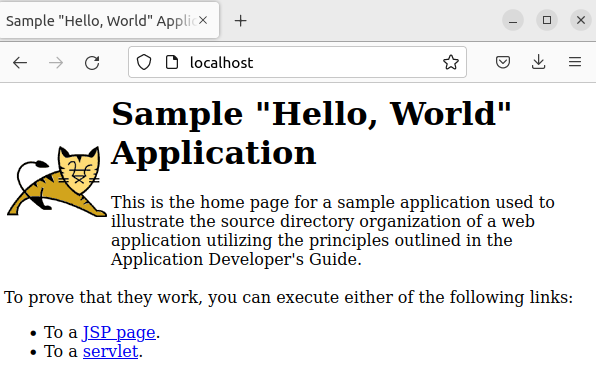 Sample "Hello, World" Applic
localhost
Sample "Hello, World"
Application
This is the home page for a sample application used to
illustrate the source directory organization of a web
application utilizing the principles outlined in the
Application Developer's Guide.
To prove that they work, you can execute either of the following links:
• To a JSP page.
• To a servlet.